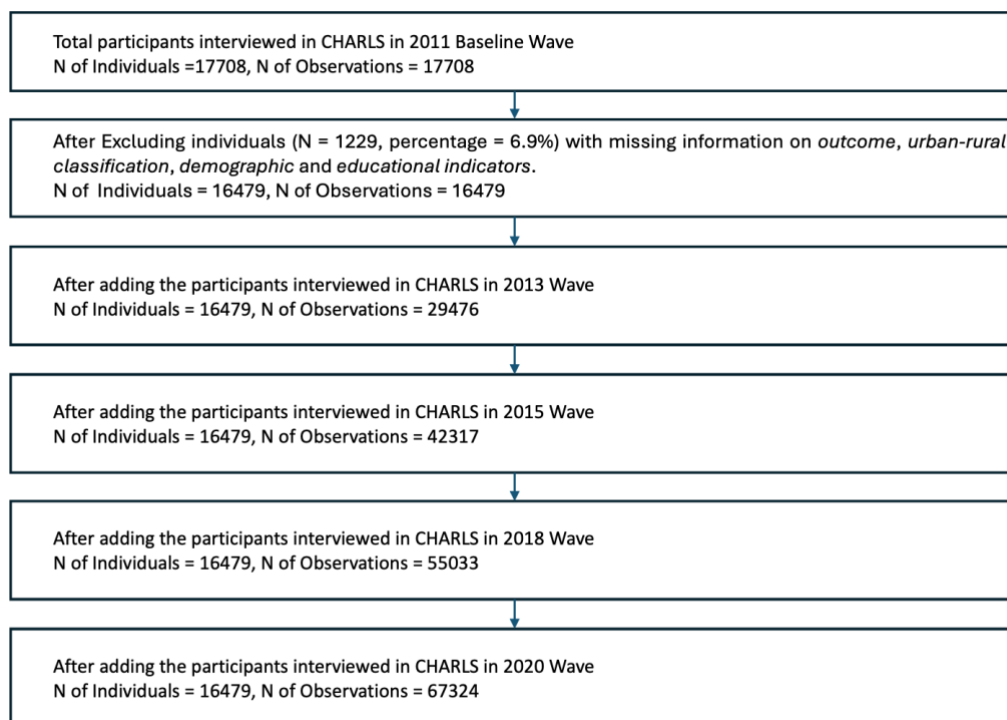 Total participants interviewed in CHARLS in 2011 Baseline Wave
N of Individuals =17708, N of Observations = 17708
After Excluding individuals (N = 1229, percentage = 6.9%) with missing information on outcome, urban-rural
classification, demographic and educational indicators.
N of Individuals = 16479, N of Observations = 16479
After adding the participants interviewed in CHARLS in 2013 Wave
N of Individuals = 16479, N of Observations = 29476
After adding the participants interviewed in CHARLS in 2015 Wave
N of Individuals = 16479, N of Observations = 42317
After adding the participants interviewed in CHARLS in 2018 Wave
N of Individuals = 16479, N of Observations = 55033
After adding the participants interviewed in CHARLS in 2020 Wave
N of Individuals = 16479, N of Observations = 67324